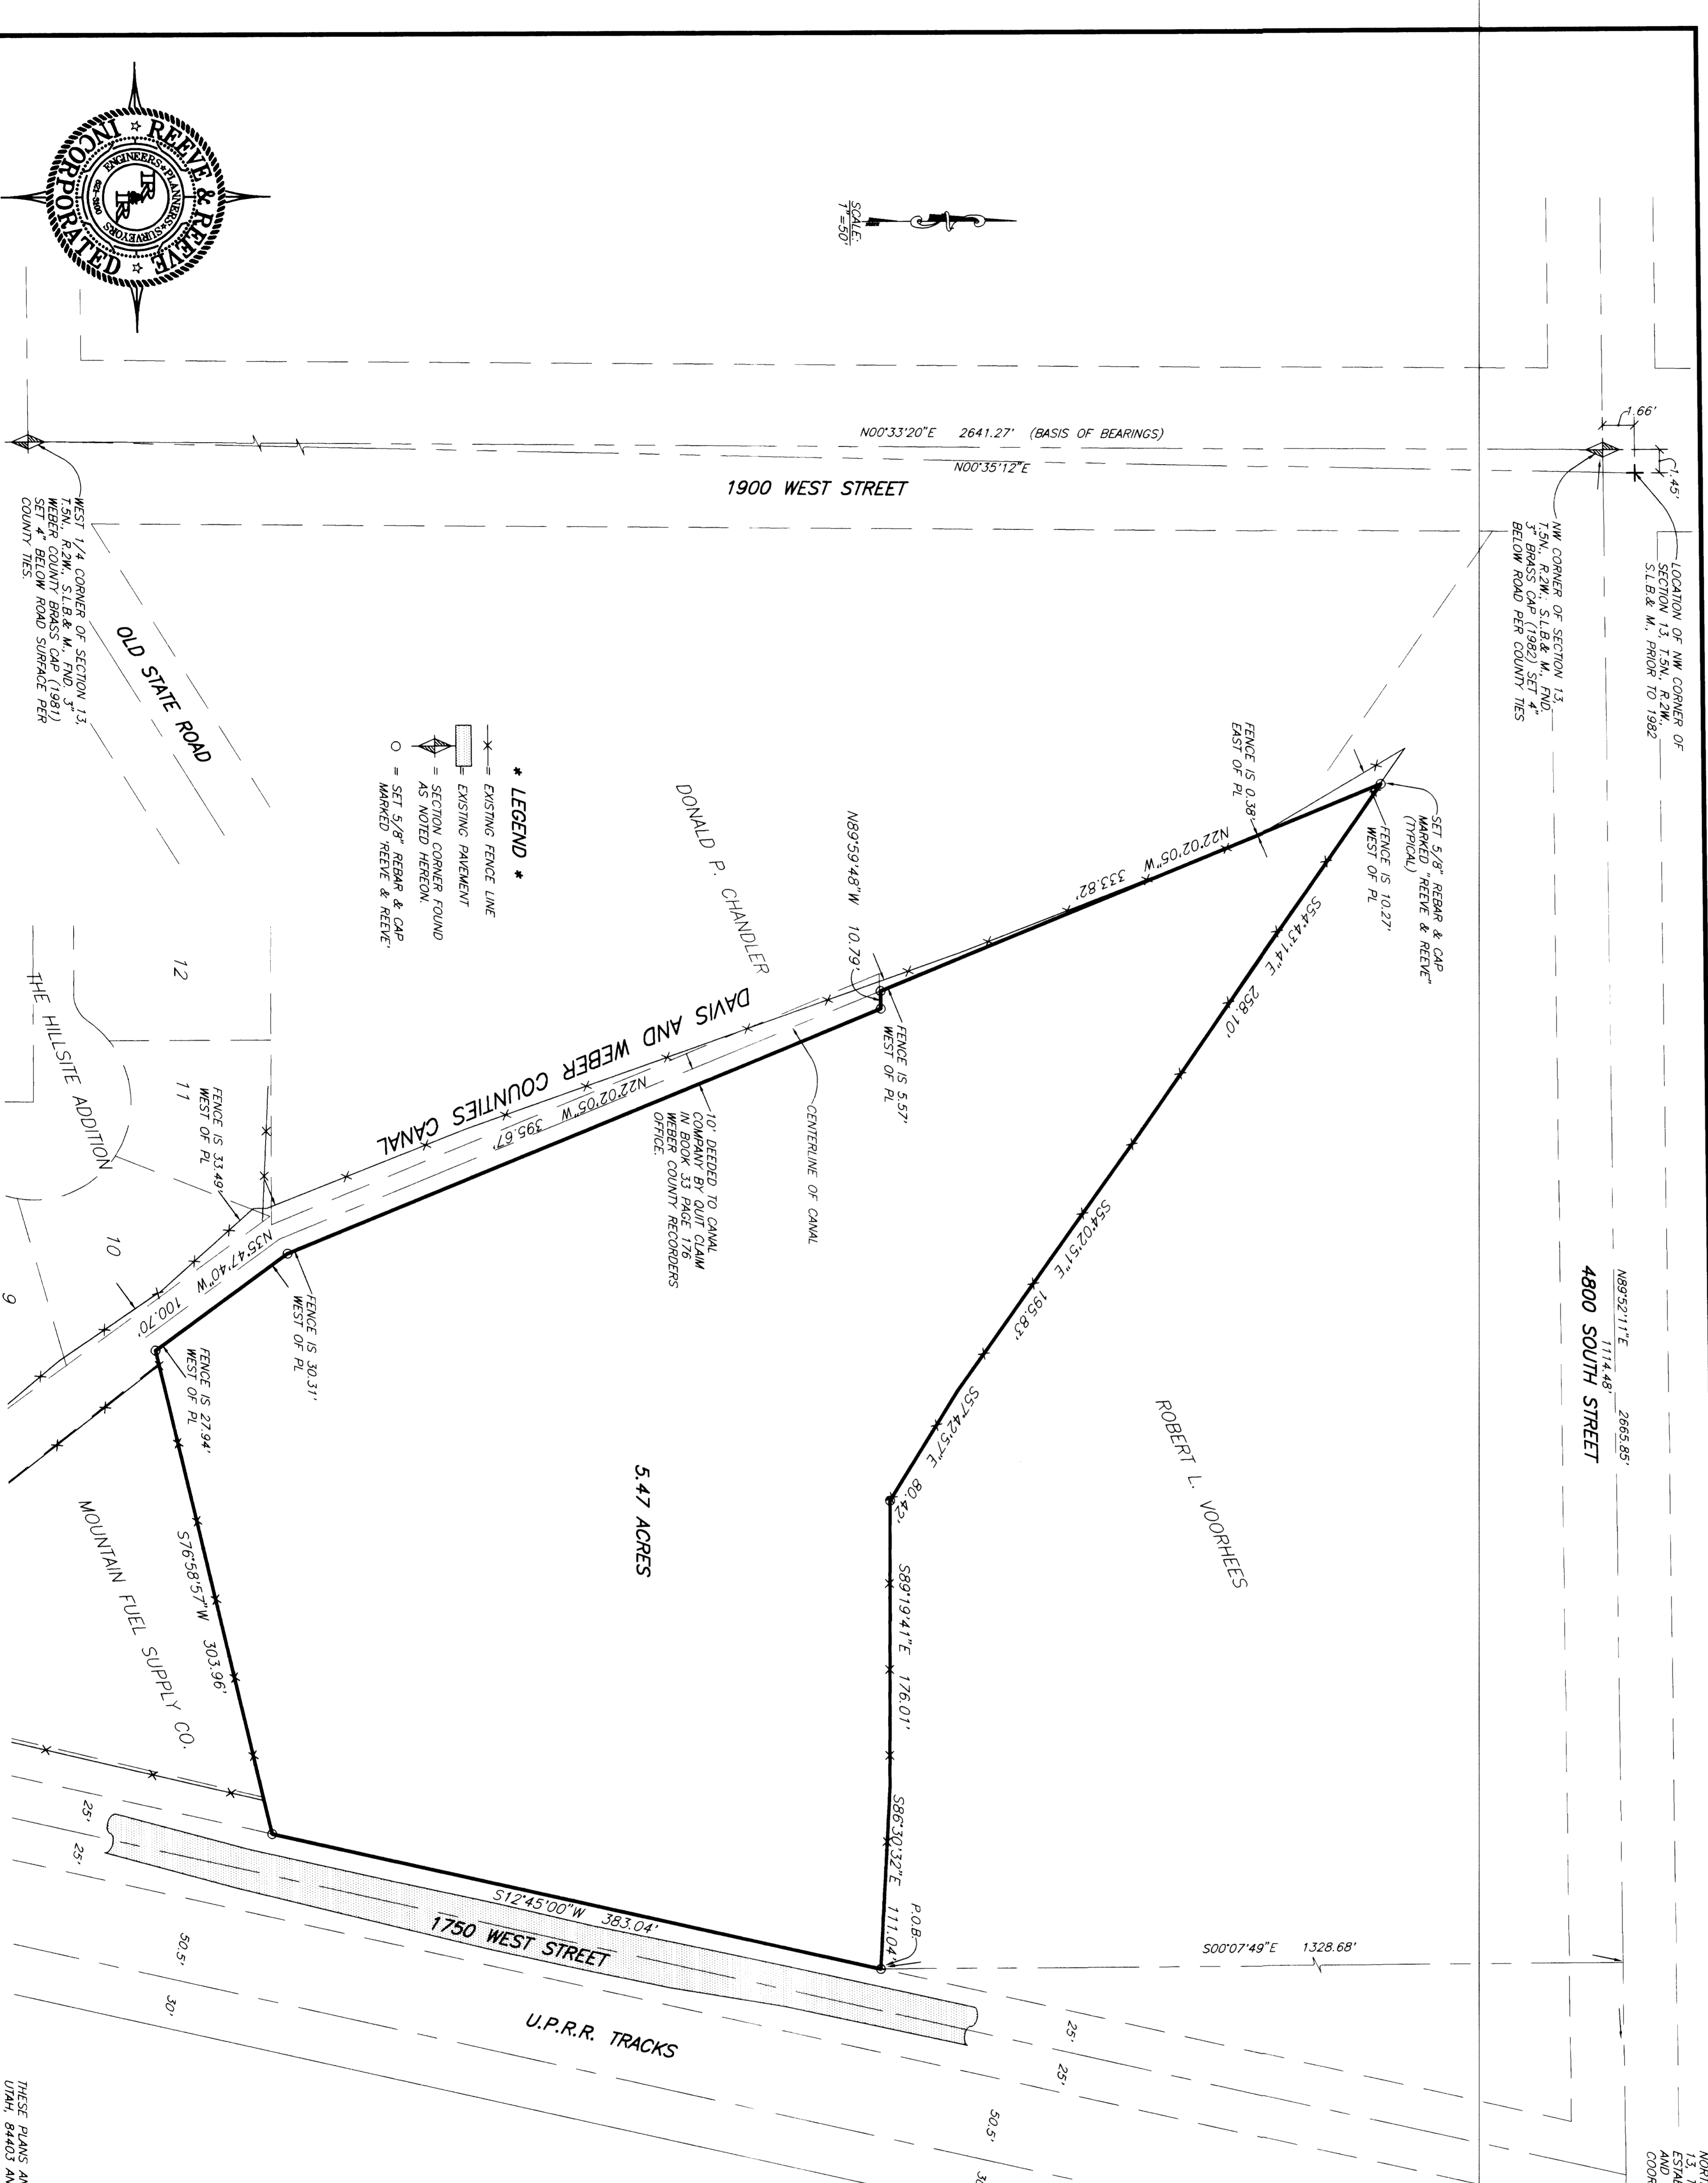 1.66'
1.45'
LOCATION OF NW CORNER OF
SECTION 13, T.5N., R.2W.,
S.L.B.& M., PRIOR TO 1982
NW CORNER OF SECTION 13,
T.5N., R.2W., S.L.B.& M., FND.
3" BRASS CAP (1982) SET 4"
BELOW ROAD PER COUNTY TIES
N89°52'11"E 2665.85'
1114.48'
4800 SOUTH STREET
SCALE:
1"=50'
N00°33'20"E 2641.27' (BASIS OF BEARINGS)
N00°35'12"E
1900 WEST STREET
SET 5/8" REBAR & CAP
MARKED "REEVE & REEVE"
(TYPICAL)
FENCE IS 10.27'
WEST OF PL
FENCE IS 0.38'
EAST OF PL
N22°02'05"W 333.82'
S54°43'14"E 258.10'
S54°02'51"E 195.83'
S57°42'57"E 80.42'
S89°19'41"E 176.01'
S86°30'32"E 111.04'
P.O.B.
S00°07'49"E 1328.68'
ROBERT L. VOORHEES
DONALD P. CHANDLER
N89°59'48"W 10.79'
FENCE IS 5.57'
WEST OF PL
CENTERLINE OF CANAL
10' DEEDED TO CANAL
COMPANY BY QUIT CLAIM
IN BOOK 33 PAGE 176
WEBER COUNTY RECORDERS
OFFICE.
DAVIS AND WEBER COUNTIES CANAL
N22°02'05"W 395.67'
5.47 ACRES
* LEGEND *
= EXISTING FENCE LINE
= EXISTING PAVEMENT
= SECTION CORNER FOUND
AS NOTED HEREON.
= SET 5/8" REBAR & CAP
MARKED 'REEVE & REEVE'
FENCE IS 30.31'
WEST OF PL
FENCE IS 33.49'
WEST OF PL
N35°47'40"W 100.70'
FENCE IS 27.94'
WEST OF PL
S76°58'57"W 303.96'
MOUNTAIN FUEL SUPPLY CO.
S12°45'00"W 383.04'
1750 WEST STREET
U.P.R.R. TRACKS
25'
25'
50.5'
30'
25'
25'
50.5'
OLD STATE ROAD
WEST 1/4 CORNER OF SECTION 13,
T.5N., R.2W., S.L.B.& M., FND. 3"
WEBER COUNTY BRASS CAP (1981)
SET 4" BELOW ROAD SURFACE PER
COUNTY TIES.
12
11
10
9
THE HILLSITE ADDITION
REEVE & REEVE
INCORPORATED
ENGINEERS★PLANNERS★SURVEYORS
621-3100
RR
THESE PLANS AN
UTAH, 84403 AN